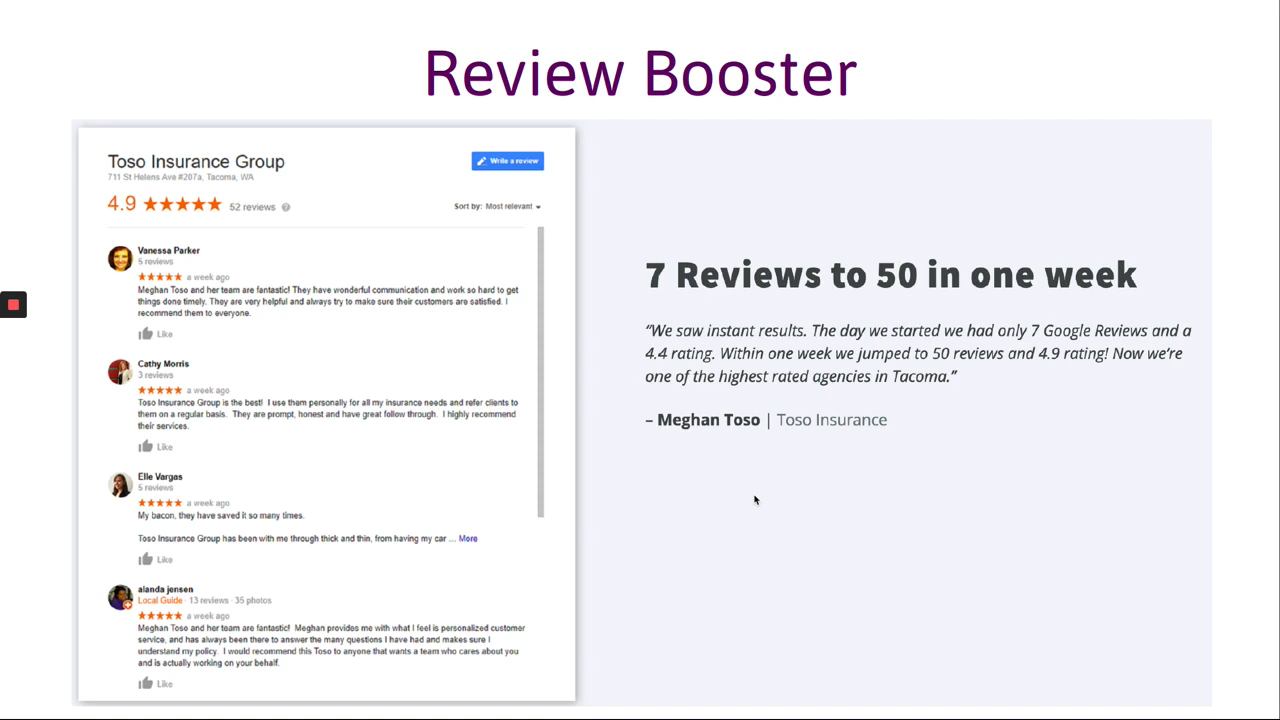 Review Booster
Toso Insurance Group
Write a review
711 St Helens Ave #207a, Tacoma, WA
4.9
52 reviews
Sort by: Most relevant
Vanessa Parker
5 reviews
a week ago
Meghan Toso and her team are fantastic! They have wonderful communication and work so hard to get
things done timely. They are very helpful and always try to make sure their customers are satisfied. I
recommend them to everyone.
Like
Cathy Morris
3 reviews
a week ago
Toso Insurance Group is the best! I use them personally for all my insurance needs and refer clients to
them on a regular basis. They are prompt, honest and have great follow through. I highly recommend
their services.
Like
Elle Vargas
5 reviews
a week ago
My bacon, they have saved it so many times.
Toso Insurance Group has been with me through thick and thin, from having my car ... More
Like
alanda jensen
Local Guide · 13 reviews · 35 photos
a week ago
Meghan Toso and her team are fantastic! Meghan provides me with what I feel is personalized customer
service, and has always been there to answer the many questions I have had and makes sure I
understand my policy. I would recommend this Toso to anyone that wants a team who cares about you
and is actually working on your behalf.
Like
7 Reviews to 50 in one week
“We saw instant results. The day we started we had only 7 Google Reviews and a
4.4 rating. Within one week we jumped to 50 reviews and 4.9 rating! Now we’re
one of the highest rated agencies in Tacoma.”
– Meghan Toso | Toso Insurance